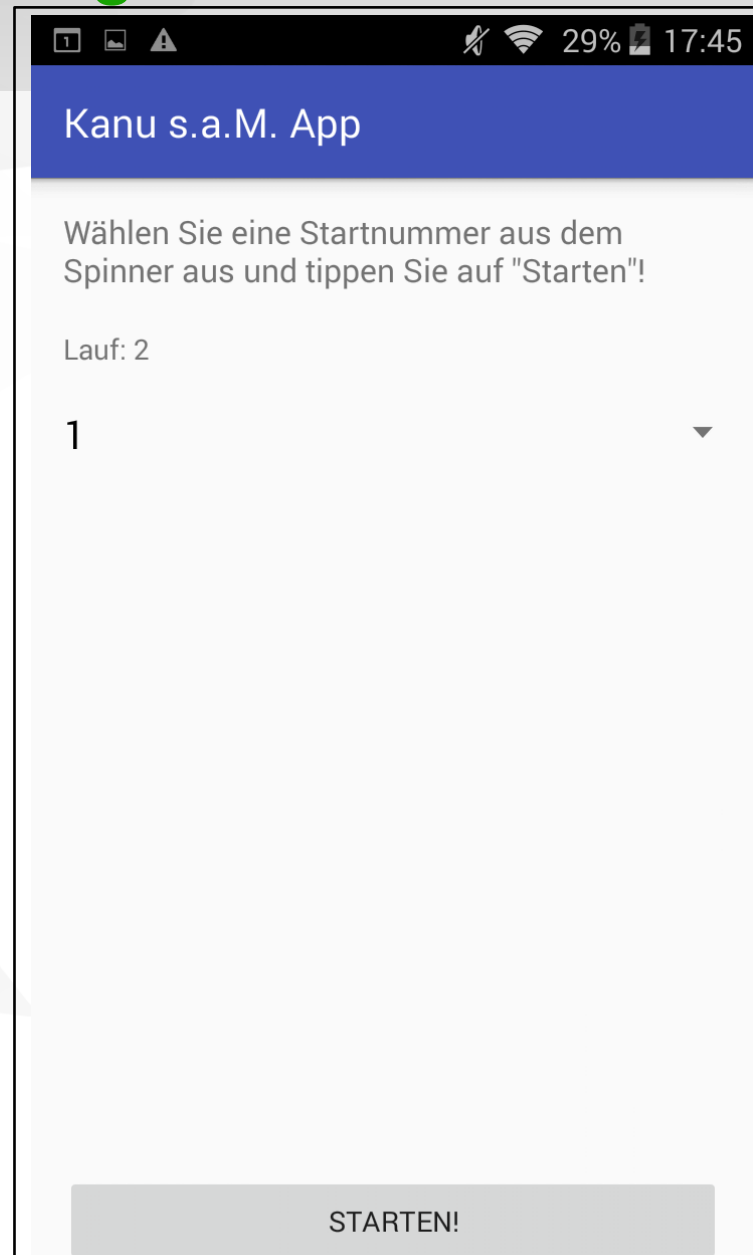 1
29% 17:45
Kanu s.a.M. App
Wählen Sie eine Startnummer aus dem
Spinner aus und tippen Sie auf "Starten"!
Lauf: 2
1
STARTEN!